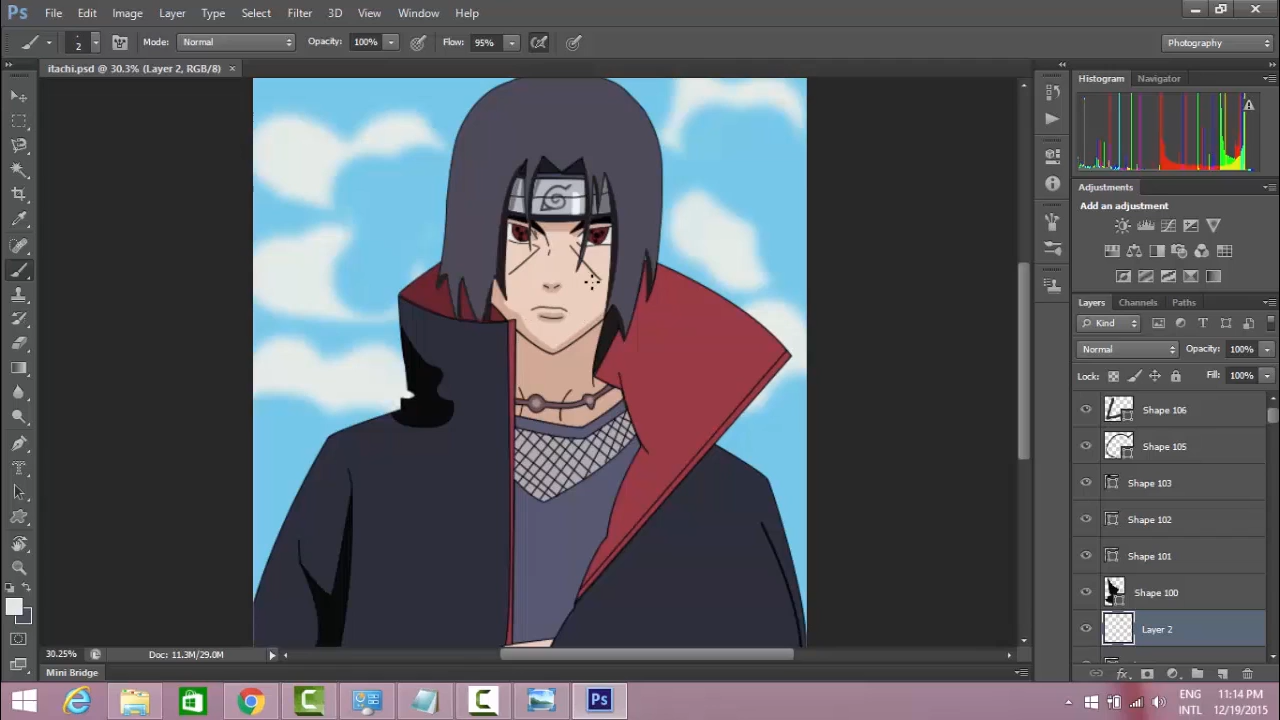 Ps File Edit Image Layer Type Select Filter 3D View Window Help
2 Mode: Normal Opacity: 100% Flow: 95% Photography
itachi.psd @ 30.3% (Layer 2, RGB/8) ×
Histogram Navigator
Adjustments
Add an adjustment
Layers Channels Paths
Kind
Normal Opacity: 100%
Lock: Fill: 100%
Shape 106
Shape 105
Shape 103
Shape 102
Shape 101
Shape 100
Layer 2
30.25% Doc: 11.3M/29.0M
Mini Bridge
ENG 11:14 PM
INTL 12/19/2015